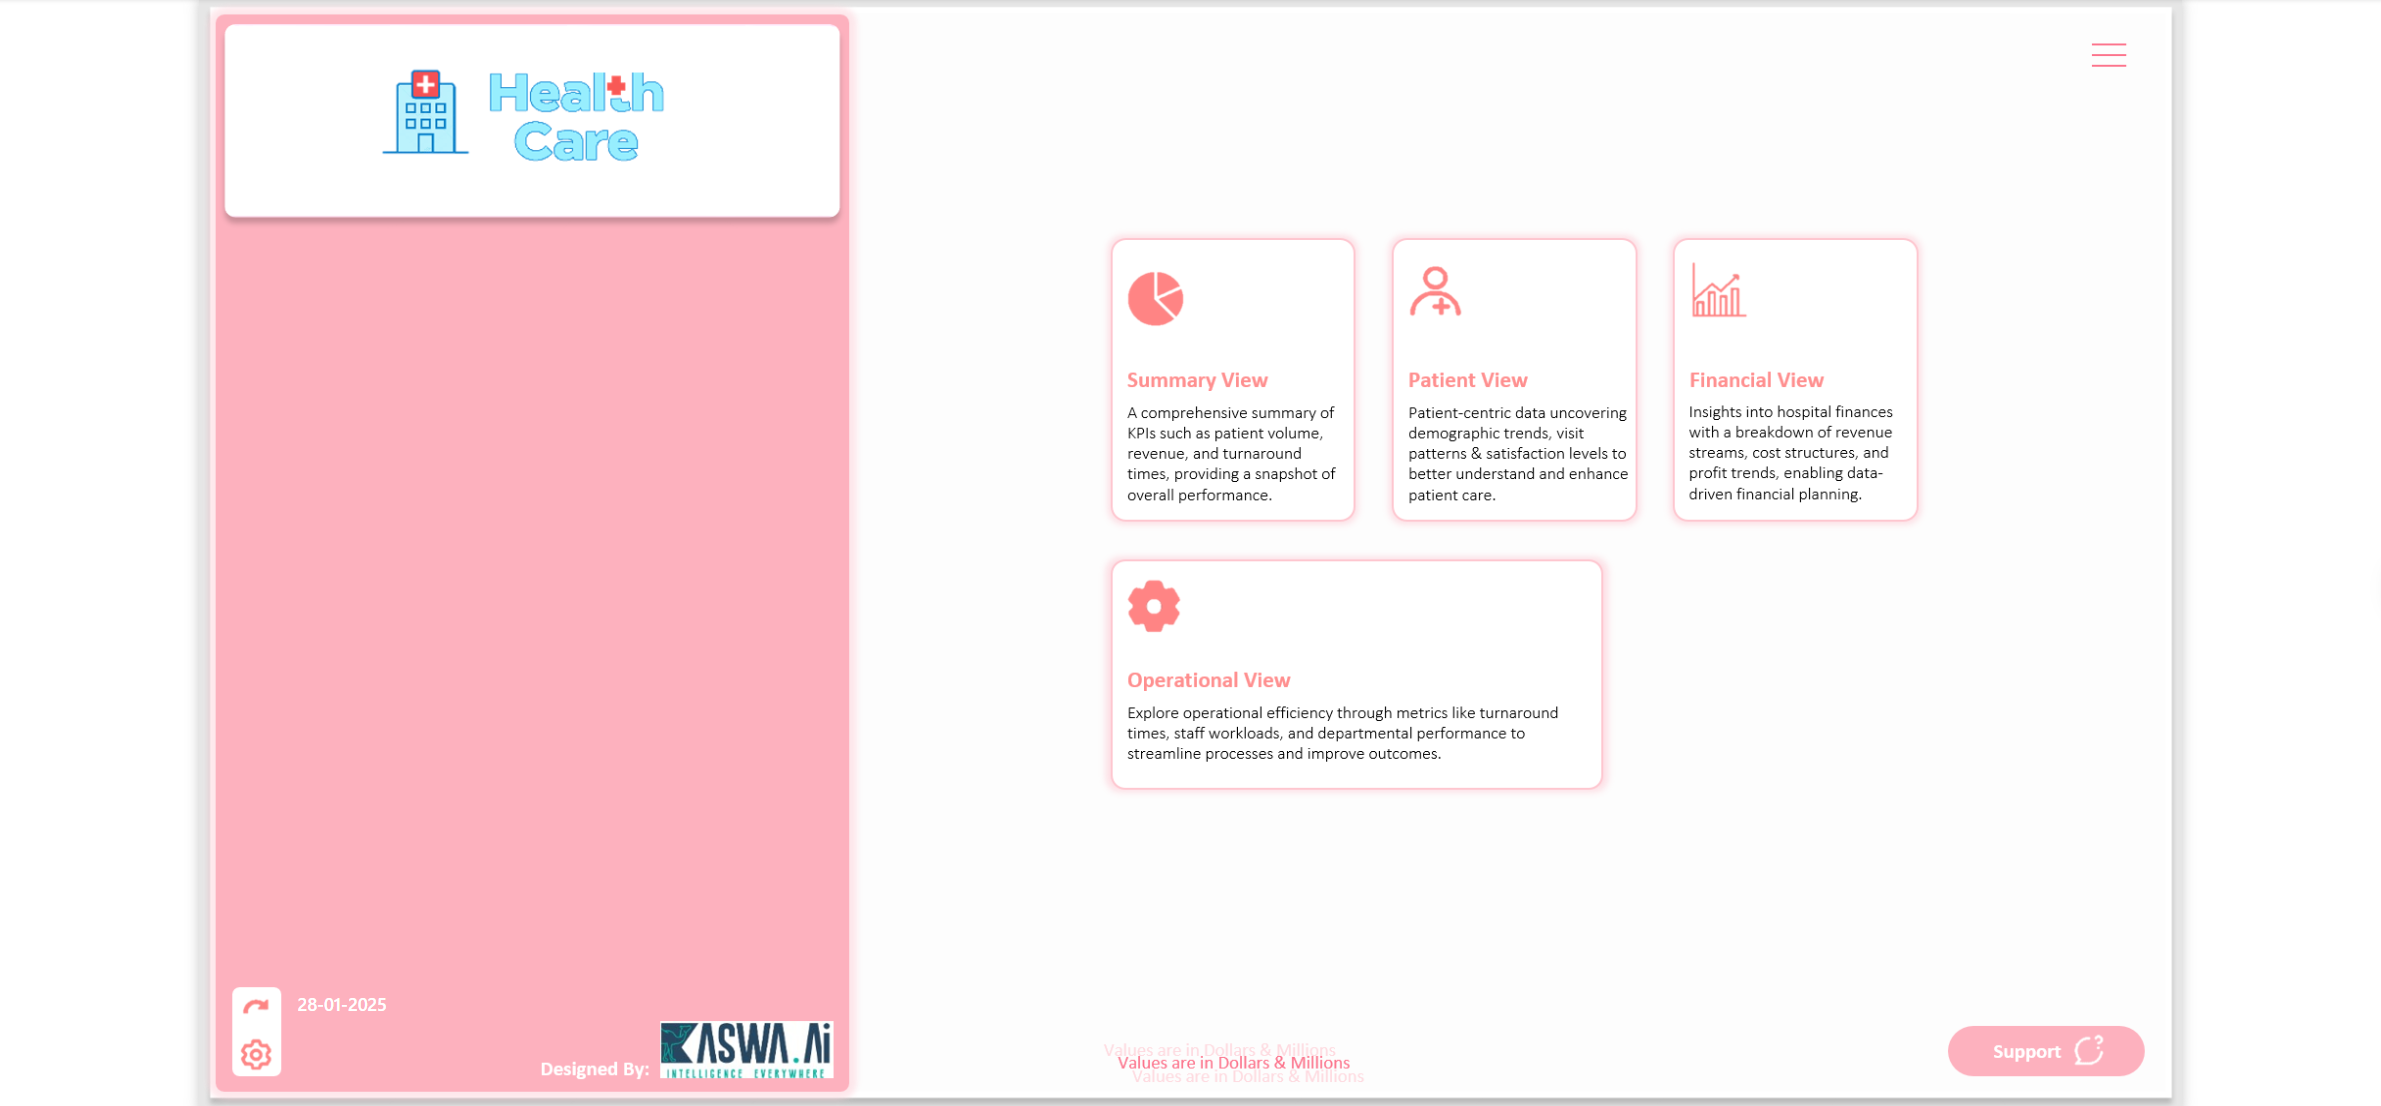 Health
Care
Summary View
A comprehensive summary of
KPIs such as patient volume,
revenue, and turnaround
times, providing a snapshot of
overall performance.
Patient View
Patient-centric data uncovering
demographic trends, visit
patterns & satisfaction levels to
better understand and enhance
patient care.
Financial View
Insights into hospital finances
with a breakdown of revenue
streams, cost structures, and
profit trends, enabling data-
driven financial planning.
Operational View
Explore operational efficiency through metrics like turnaround
times, staff workloads, and departmental performance to
streamline processes and improve outcomes.
28-01-2025
Designed By:
KASWA.Ai
INTELLIGENCE EVERYWHERE
Values are in Dollars & Millions
Values are in Dollars & Millions
Values are in Dollars & Millions
Support